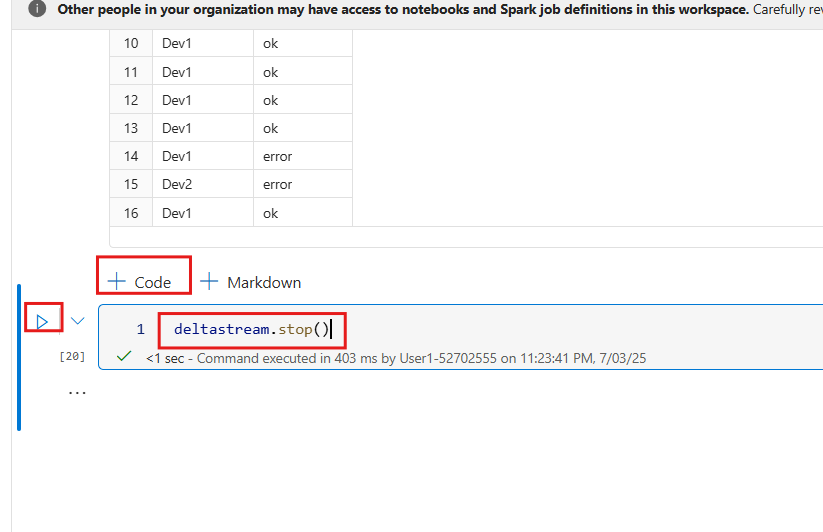 Other people in your organization may have access to notebooks and Spark job definitions in this workspace. Carefully rev
10 Dev1 ok
11 Dev1 ok
12 Dev1 ok
13 Dev1 ok
14 Dev1 error
15 Dev2 error
16 Dev1 ok
Code Markdown
1 deltastream.stop()
[20] <1 sec - Command executed in 403 ms by User1-52702555 on 11:23:41 PM, 7/03/25
...